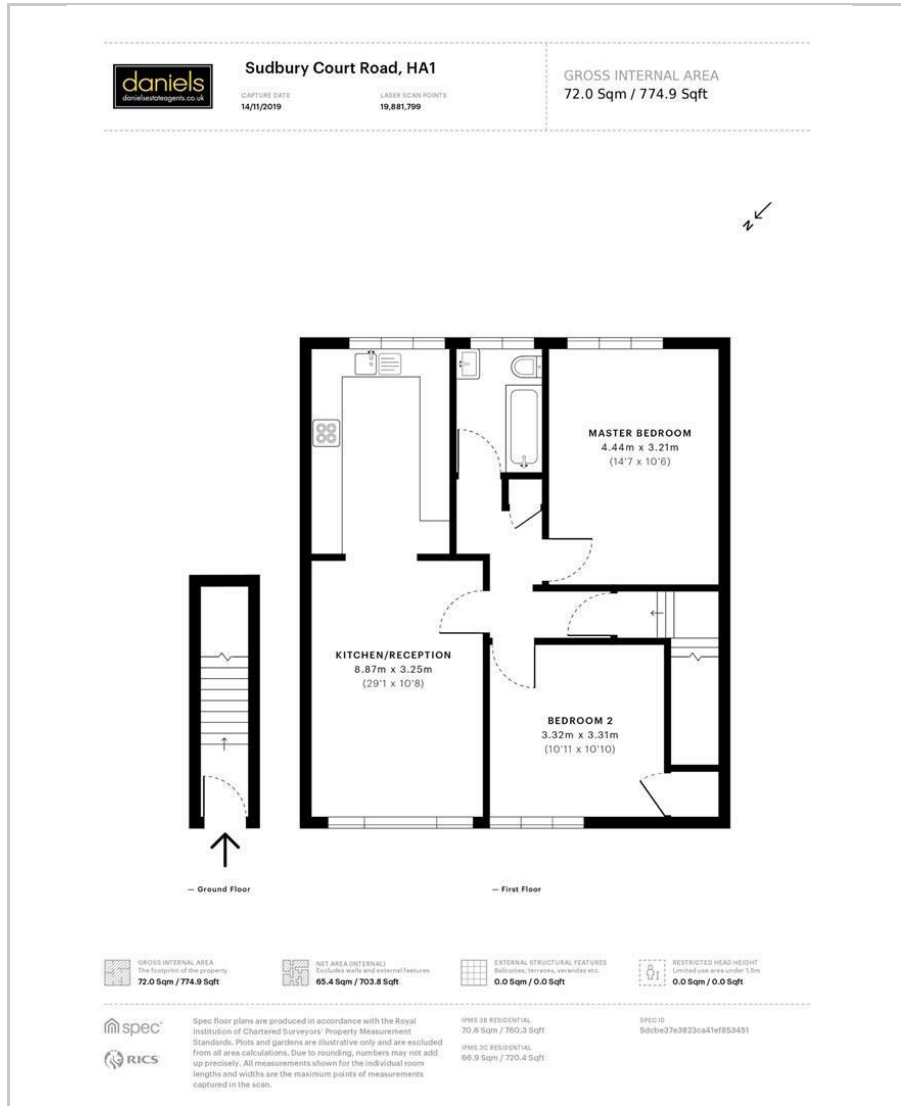 daniels
danielsestateagents.co.uk
Sudbury Court Road, HA1
CAPTURE DATE
14/11/2019
LASER SCAN POINTS
19,881,799
GROSS INTERNAL AREA
72.0 Sqm / 774.9 Sqft
N
MASTER BEDROOM
4.44m x 3.21m
(14'7 x 10'6)
KITCHEN/RECEPTION
8.87m x 3.25m
(29'1 x 10'8)
BEDROOM 2
3.32m x 3.31m
(10'11 x 10'10)
— Ground Floor
— First Floor
GROSS INTERNAL AREA
The footprint of the property
72.0 Sqm / 774.9 Sqft
NET AREA (INTERNAL)
Excludes walls and external features
65.4 Sqm / 703.8 Sqft
EXTERNAL STRUCTURAL FEATURES
Balconies, terraces, verandas etc.
0.0 Sqm / 0.0 Sqft
RESTRICTED HEAD HEIGHT
Limited use area under 1.5m
0.0 Sqm / 0.0 Sqft
spec
RICS
Spec floor plans are produced in accordance with the Royal
Institution of Chartered Surveyors' Property Measurement
Standards. Plots and gardens are illustrative only and are excluded
from all area calculations. Due to rounding, numbers may not add
up precisely. All measurements shown for the individual room
lengths and widths are the maximum points of measurements
captured in the scan.
IPMS 3B RESIDENTIAL
70.6 Sqm / 760.3 Sqft
IPMS 3C RESIDENTIAL
66.9 Sqm / 720.4 Sqft
SPEC ID
5dcbe37e3823ca41ef853451